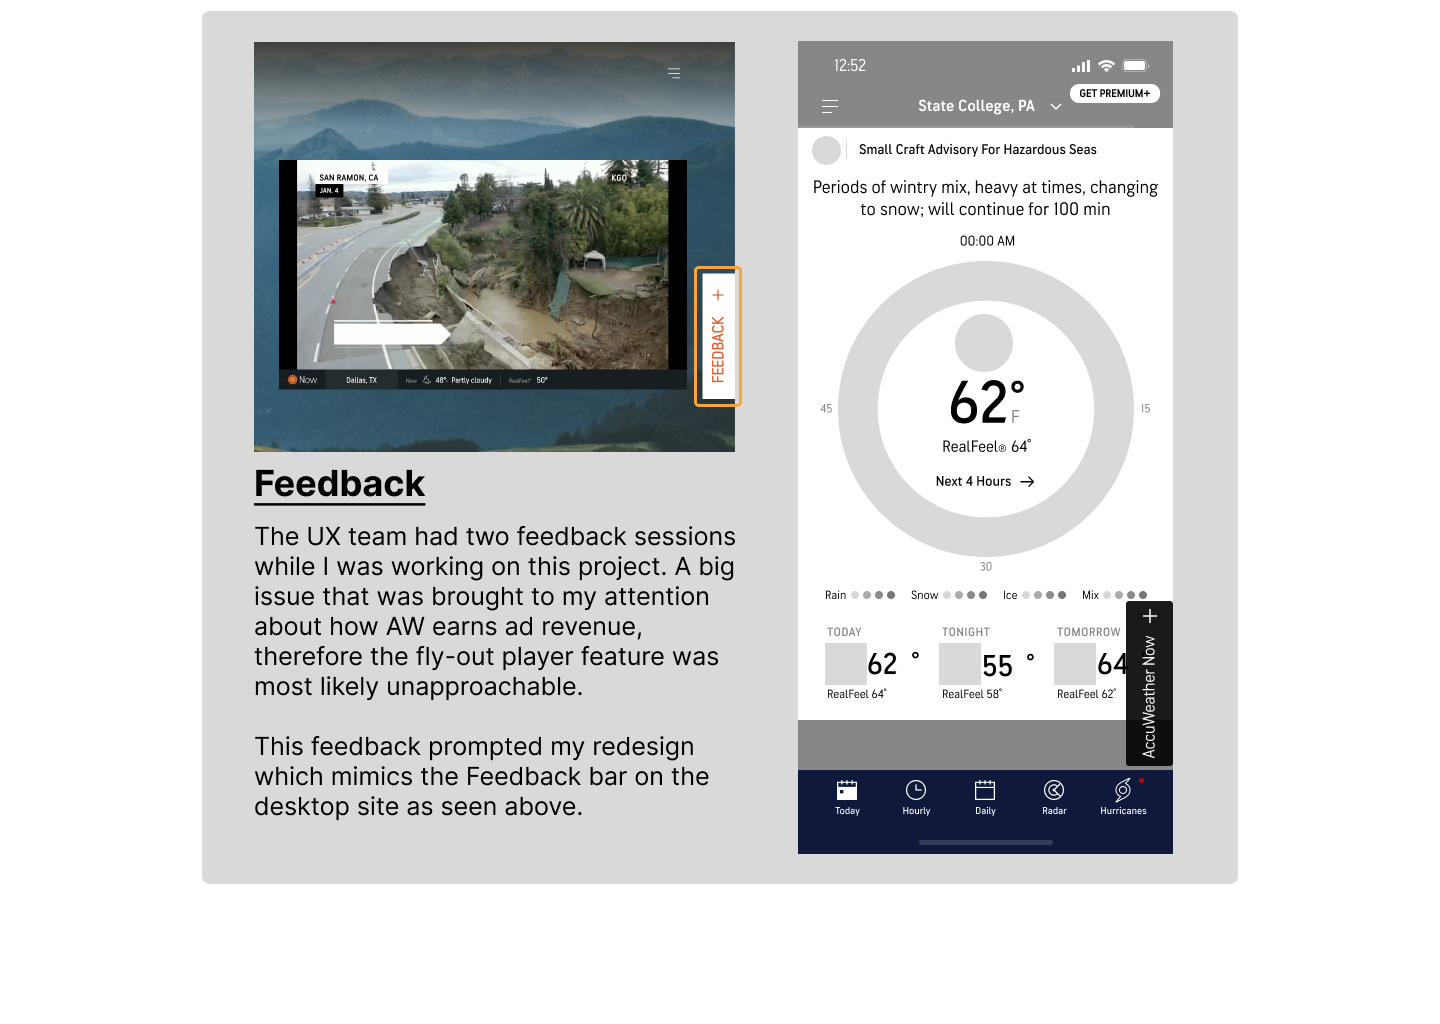 SAN RAMON, CA
JAN. 4
KGO
FEEDBACK +
Now
Dallas, TX
Now 48° Partly cloudy
RealFeel® 50°
Feedback
The UX team had two feedback sessions
while I was working on this project. A big
issue that was brought to my attention
about how AW earns ad revenue,
therefore the fly-out player feature was
most likely unapproachable.
This feedback prompted my redesign
which mimics the Feedback bar on the
desktop site as seen above.
12:52
GET PREMIUM+
State College, PA
Small Craft Advisory For Hazardous Seas
Periods of wintry mix, heavy at times, changing
to snow; will continue for 100 min
00:00 AM
62°F
45
15
RealFeel® 64°
Next 4 Hours →
30
Rain Snow Ice Mix
TODAY TONIGHT TOMORROW
62° 55° 64
RealFeel 64° RealFeel 58° RealFeel 62°
AccuWeather Now +
Today Hourly Daily Radar Hurricanes